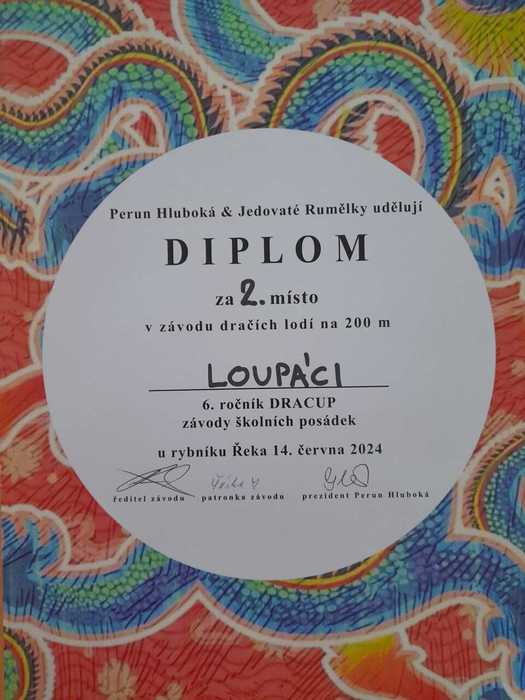 Perun Hluboká & Jedovaté Rumělky udělují
DIPLOM
za 2. místo
v závodu dračích lodí na 200 m
LOUPÁCI
6. ročník DRACUP
závody školních posádek
u rybníku Řeka 14. června 2024
ředitel závodu patronka závodu prezident Perun Hluboká